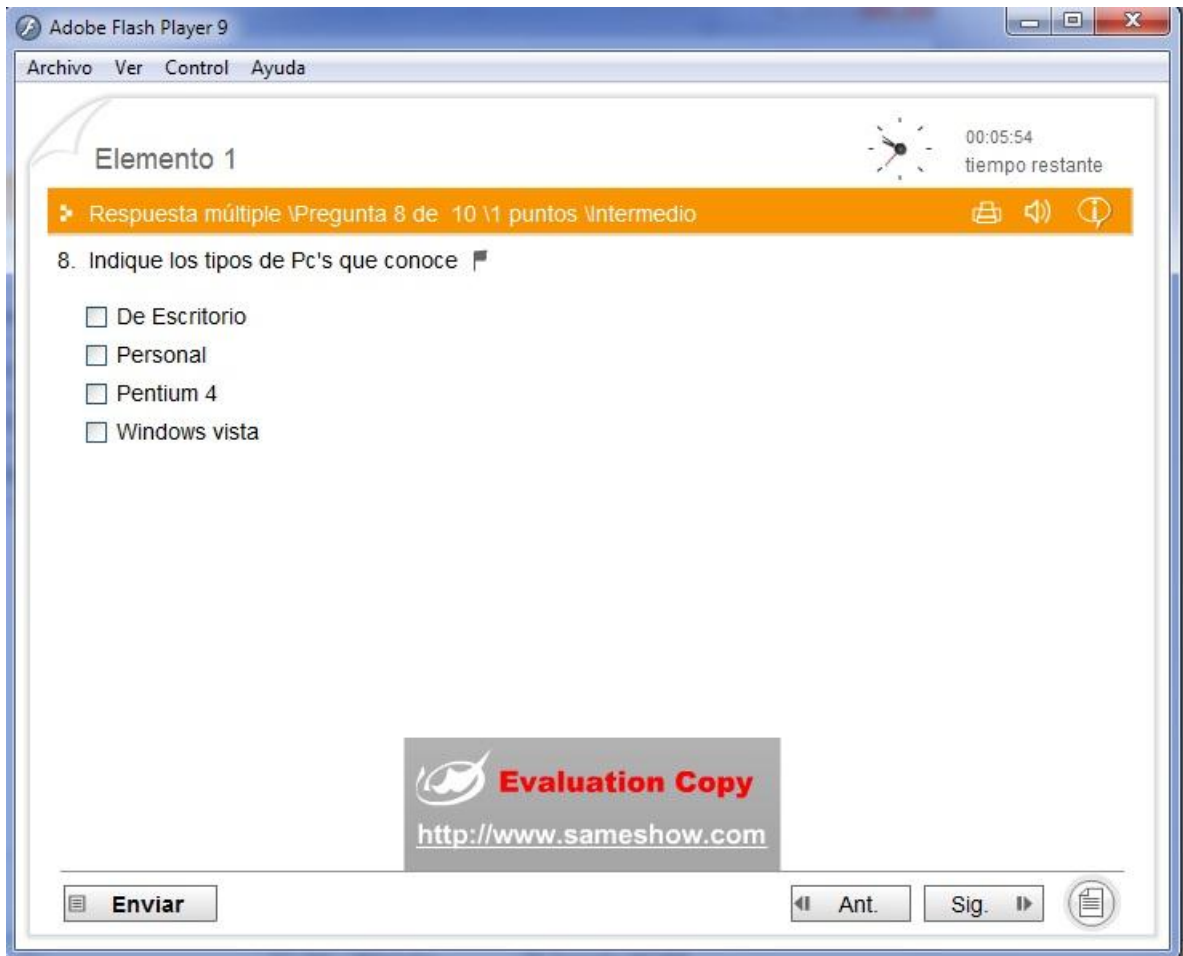 Adobe Flash Player 9
Archivo Ver Control Ayuda
Elemento 1
00:05:54
tiempo restante
Respuesta múltiple \Pregunta 8 de 10 \1 puntos \Intermedio
8. Indique los tipos de Pc's que conoce
De Escritorio
Personal
Pentium 4
Windows vista
Evaluation Copy
http://www.sameshow.com
Enviar
Ant.
Sig.